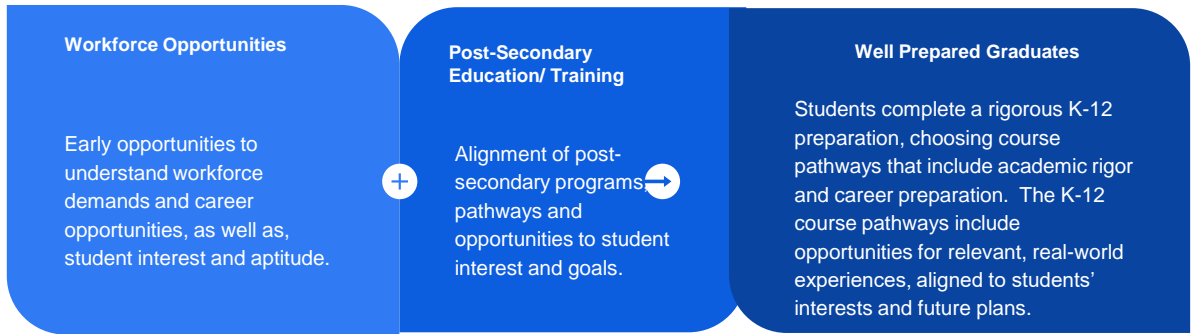 Workforce Opportunities
Early opportunities to
understand workforce
demands and career
opportunities, as well as,
student interest and aptitude.
Post-Secondary
Education/ Training
Alignment of post-
secondary programs,
pathways and
opportunities to student
interest and goals.
Well Prepared Graduates
Students complete a rigorous K-12
preparation, choosing course
pathways that include academic rigor
and career preparation.  The K-12
course pathways include
opportunities for relevant, real-world
experiences, aligned to students’
interests and future plans.